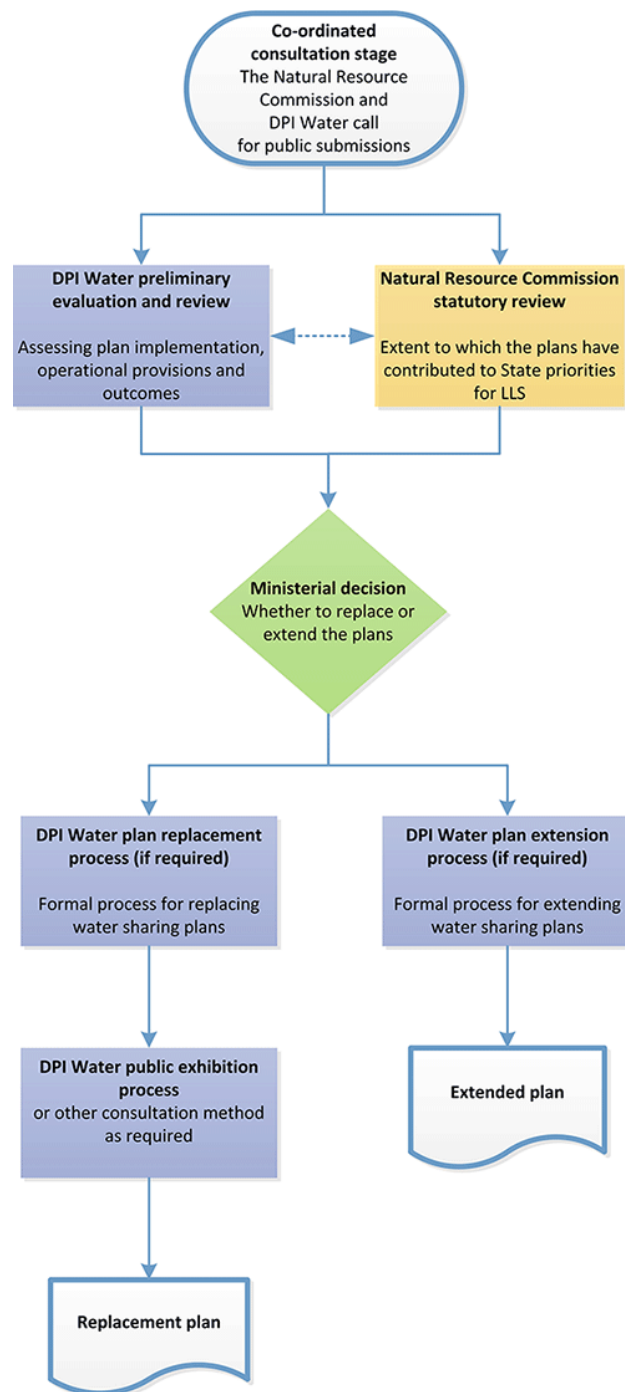 Co-ordinated
consultation stage
The Natural Resource
Commission and
DPI Water call
for public submissions
DPI Water preliminary
evaluation and review
Assessing plan implementation,
operational provisions and
outcomes
Natural Resource Commission
statutory review
Extent to which the plans have
contributed to State priorities
for LLS
Ministerial decision
Whether to replace or
extend the plans
DPI Water plan replacement
process (if required)
Formal process for replacing
water sharing plans
DPI Water plan extension
process (if required)
Formal process for extending
water sharing plans
DPI Water public exhibition
process
or other consultation method
as required
Extended plan
Replacement plan